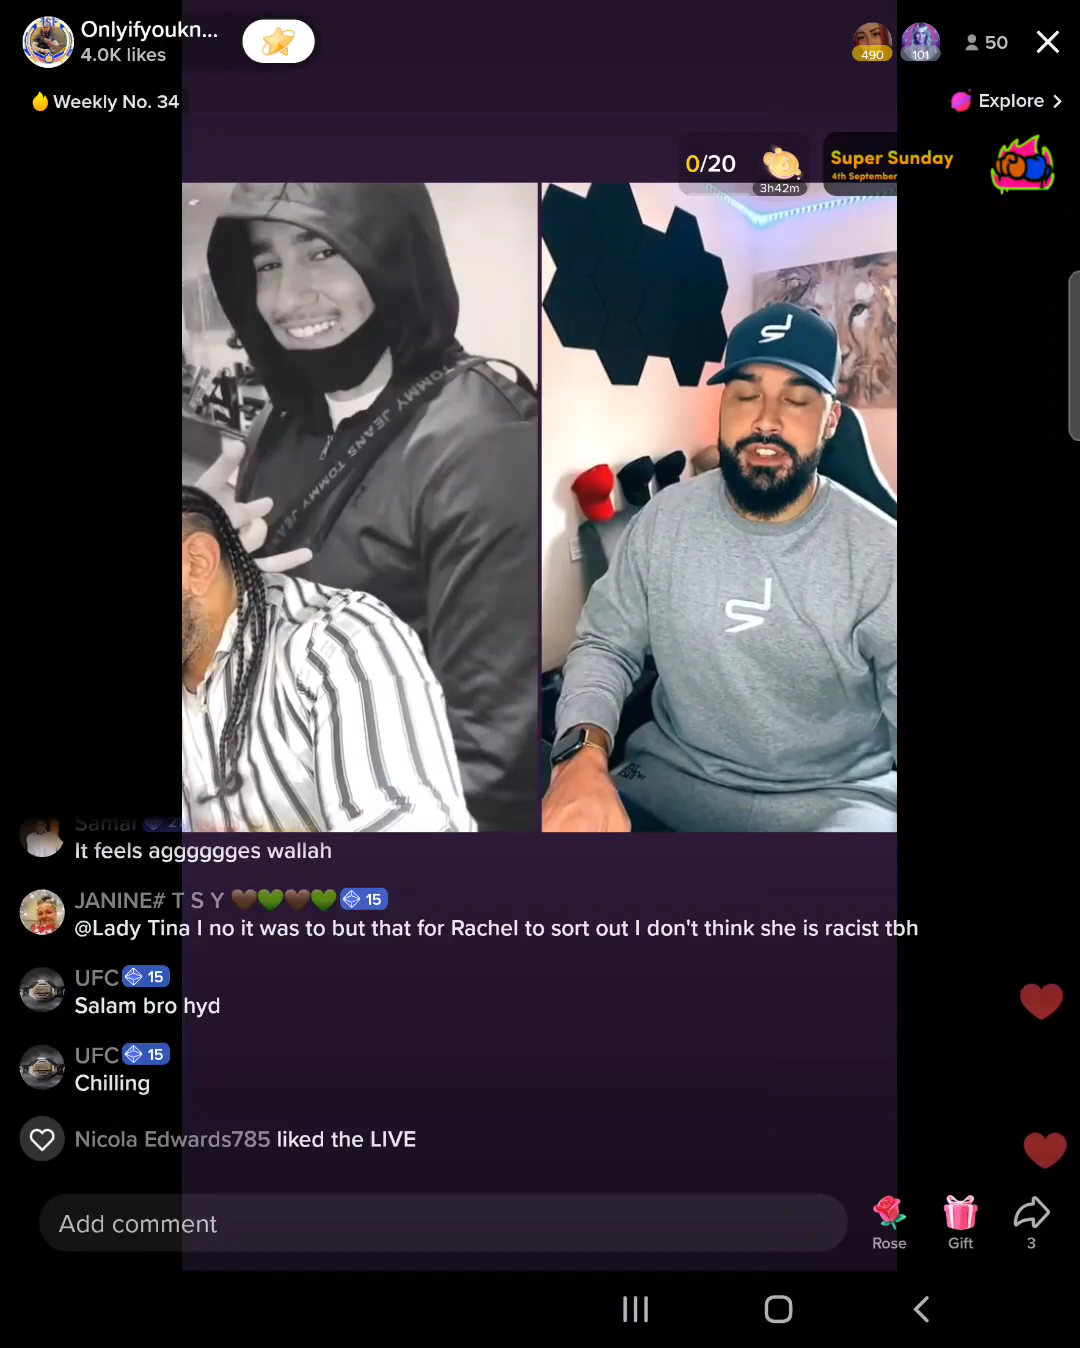 Onlyifyoukn...
4.0K likes
490
101
50
Weekly No. 34
Explore
0/20
3h42m
Super Sunday
4th September
TOMMY JEANS TOMMY JEA
Samar
It feels agggggges wallah
JANINE# T S Y 🤎💚🤎💚 15
@Lady Tina I no it was to but that for Rachel to sort out I don't think she is racist tbh
UFC 15
Salam bro hyd
UFC 15
Chilling
Nicola Edwards785 liked the LIVE
Add comment
Rose
Gift
3